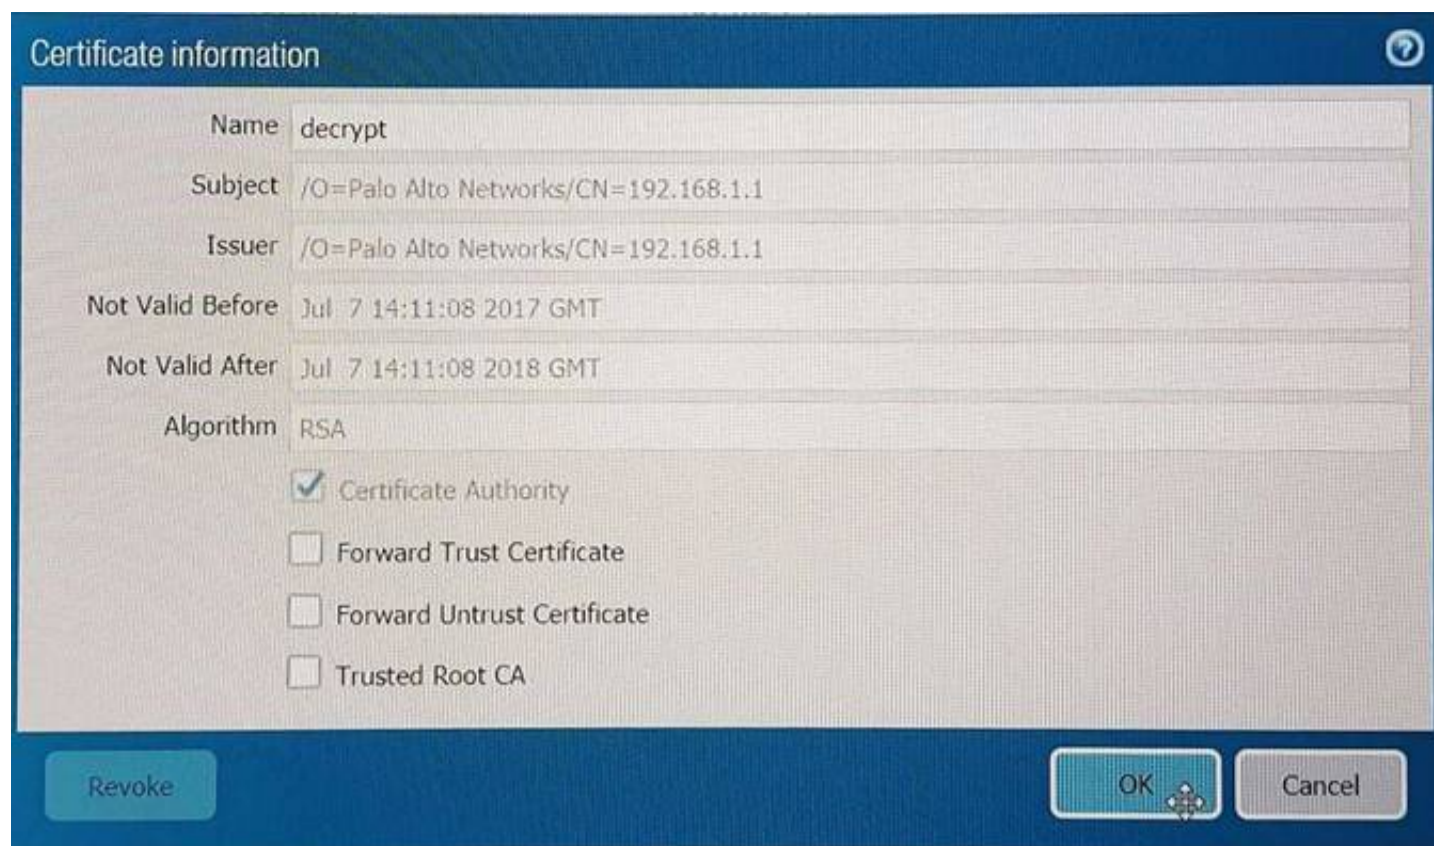 Certificate information
Name decrypt
Subject /O=Palo Alto Networks/CN=192.168.1.1
Issuer /O=Palo Alto Networks/CN=192.168.1.1
Not Valid Before Jul 7 14:11:08 2017 GMT
Not Valid After Jul 7 14:11:08 2018 GMT
Algorithm RSA
Certificate Authority
Forward Trust Certificate
Forward Untrust Certificate
Trusted Root CA
Revoke OK Cancel